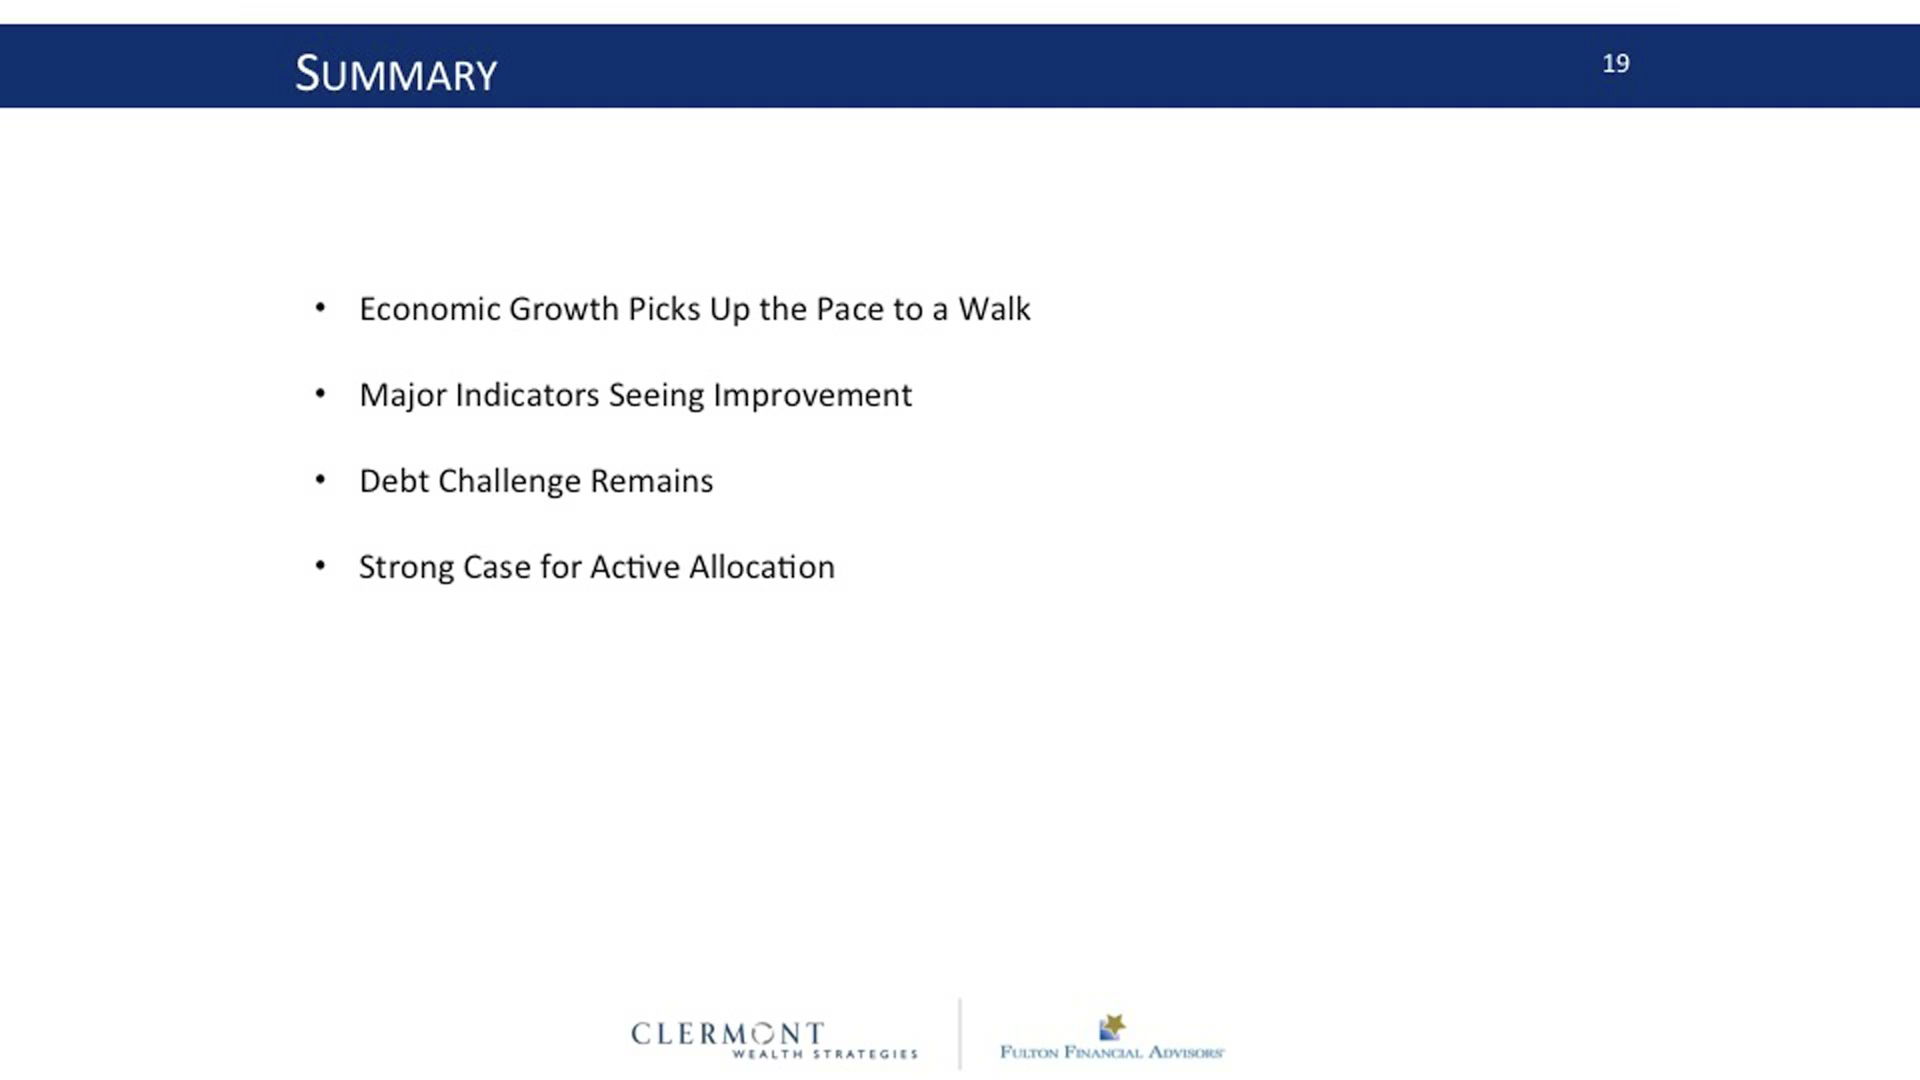 SUMMARY
19
• Economic Growth Picks Up the Pace to a Walk
• Major Indicators Seeing Improvement
• Debt Challenge Remains
• Strong Case for Active Allocation
CLERMONT
WEALTH STRATEGIES
FULTON FINANCIAL ADVISORS